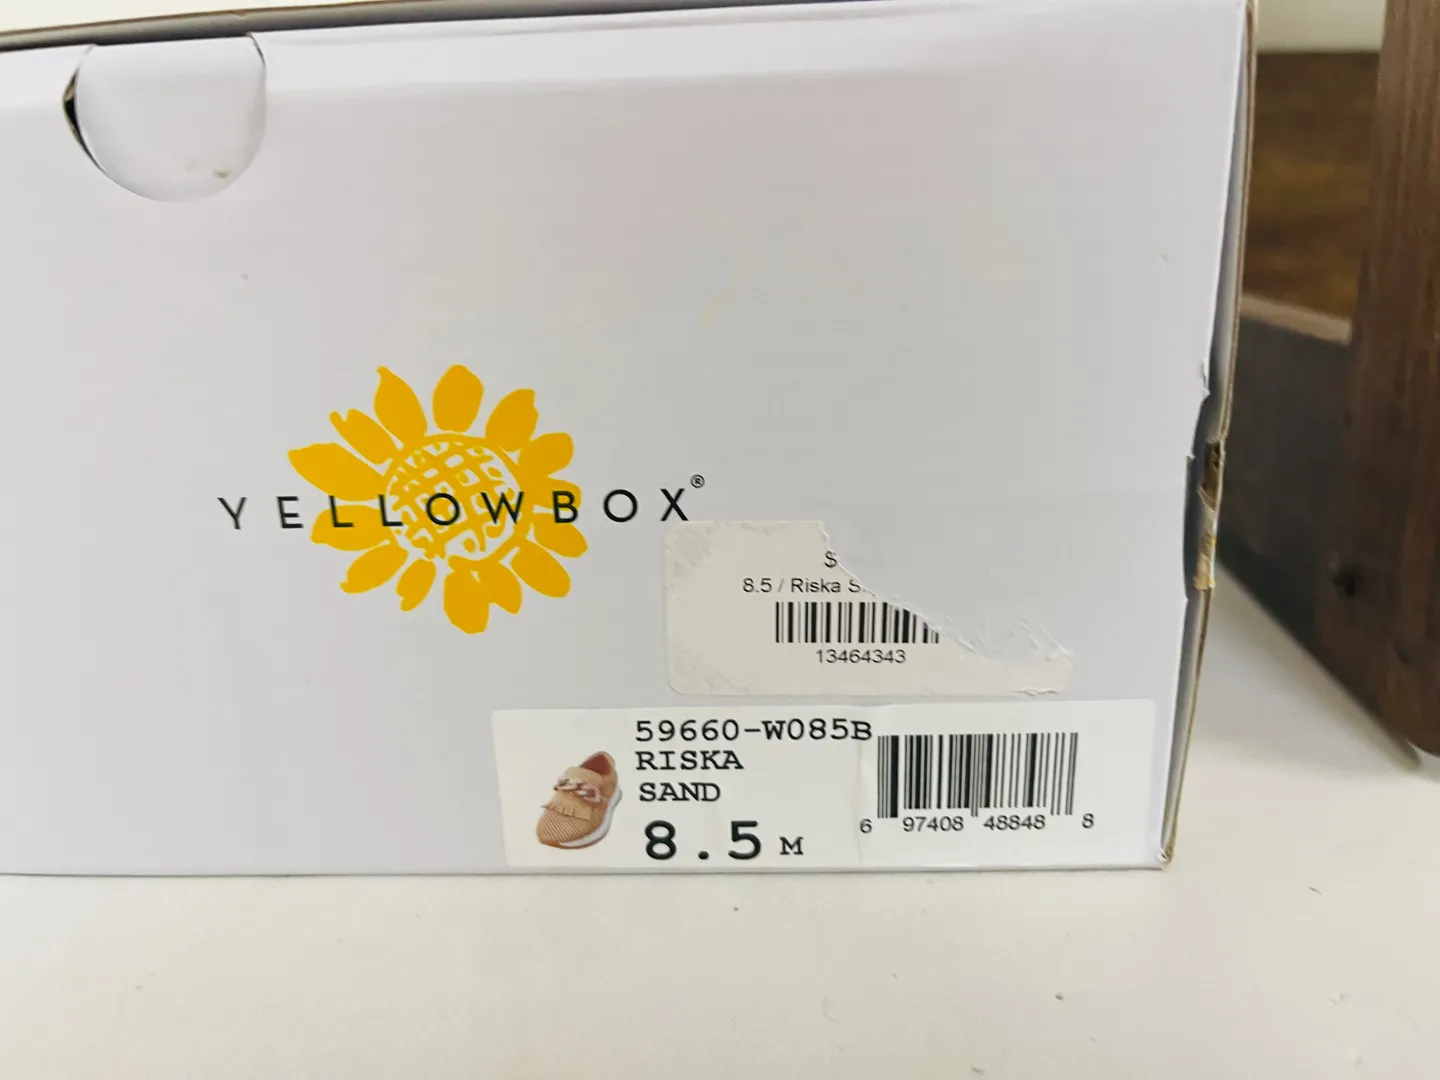 YELLOWBOX®
$
8.5 / Riska
13464343
59660-W085B
RISKA
SAND
8.5 M
6 97408 48848 8